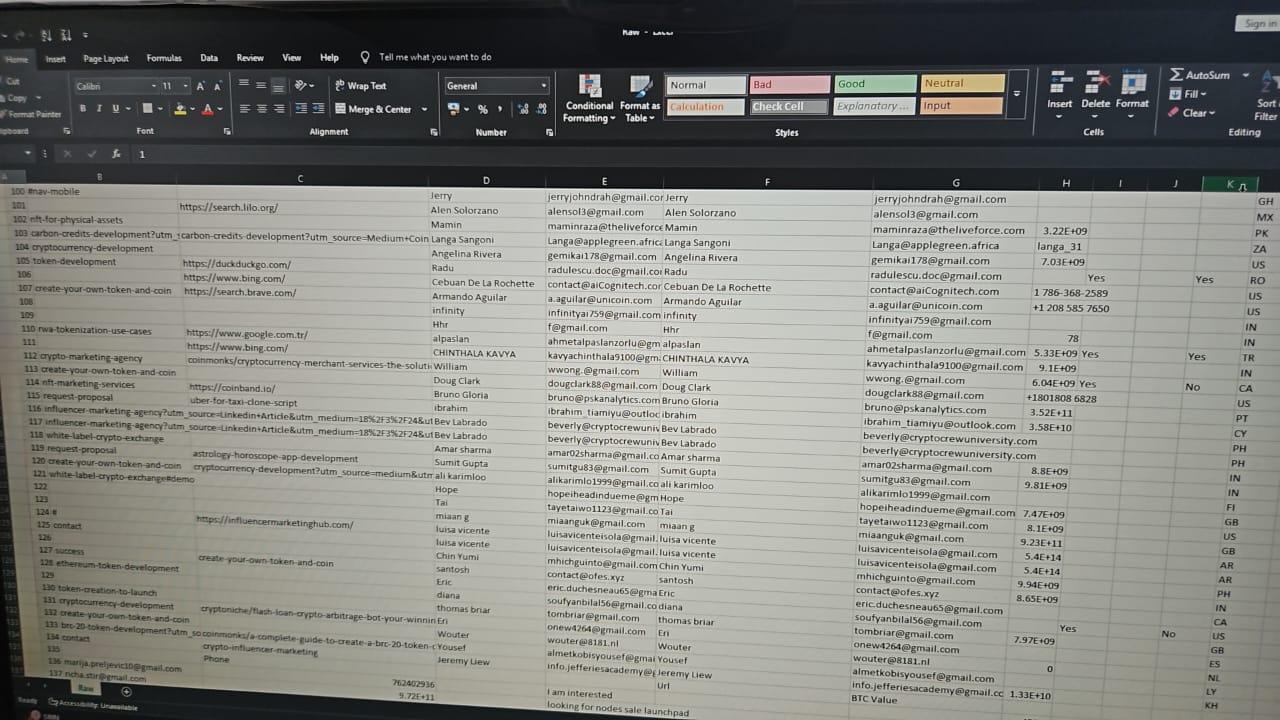 Raw - Excel
Sign in
Home Insert Page Layout Formulas Data Review View Help Tell me what you want to do
Cut
Copy
Format Painter
Calibri 11
Wrap Text
Merge & Center
General
Conditional Formatting
Format as Table
Normal Bad Good Neutral
Calculation Check Cell Explanatory ... Input
Insert Delete Format
AutoSum
Fill
Clear
Sort
Filter
Font Alignment Number Styles Cells Editing
fx 1
B C D E F G H I J K
100 #nav-mobile Jerry jerryjohndrah@gmail.cor Jerry jerryjohndrah@gmail.com GH
101 https://search.lilo.org/ Alen Solorzano alensol3@gmail.com Alen Solorzano alensol3@gmail.com MX
102 nft-for-physical-assets Mamin maminraza@theliveforce Mamin maminraza@theliveforce.com 3.22E+09 PK
103 carbon-credits-development?utm_s carbon-credits-development?utm_source=Medium+Coin Langa Sangoni Langa@applegreen.africa Langa Sangoni Langa@applegreen.africa langa_31 ZA
104 cryptocurrency-development Angelina Rivera gemikai178@gmail.com Angelina Rivera gemikai178@gmail.com 7.03E+09 US
105 token-development https://duckduckgo.com/ Radu radulescu.doc@gmail.co Radu radulescu.doc@gmail.com Yes Yes RO
106 https://www.bing.com/ Cebuan De La Rochette contact@aiCognitech.com Cebuan De La Rochette contact@aiCognitech.com 1 786-368-2589 US
107 create-your-own-token-and-coin https://search.brave.com/ Armando Aguilar a.aguilar@unicoin.com Armando Aguilar a.aguilar@unicoin.com +1 208 585 7650 US
108 infinity infinityai759@gmail.com infinity infinityai759@gmail.com IN
109 Hhr f@gmail.com Hhr f@gmail.com 78 IN
110 rwa-tokenization-use-cases https://www.google.com.tr/ alpaslan ahmetalpaslanzorlu@gm alpaslan ahmetalpaslanzorlu@gmail.com 5.33E+09 Yes Yes TR
111 https://www.bing.com/ CHINTHALA KAVYA kavyachinthala9100@gm CHINTHALA KAVYA kavyachinthala9100@gmail.com 9.1E+09 IN
112 crypto-marketing-agency coinmonks/cryptocurrency-merchant-services-the-soluti William wwong.@gmail.com William wwong.@gmail.com 6.04E+09 Yes No CA
113 create-your-own-token-and-coin Doug Clark dougclark88@gmail.com Doug Clark dougclark88@gmail.com +1801808 6828 US
114 nft-marketing-services https://coinband.io/ Bruno Gloria bruno@pskanalytics.com Bruno Gloria bruno@pskanalytics.com 3.52E+11 PT
115 request-proposal uber-for-taxi-clone-script ibrahim ibrahim_tiamiyu@outloo ibrahim ibrahim_tiamiyu@outlook.com 3.58E+10 CY
116 influencer-marketing-agency?utm_source=Linkedin+Article&utm_medium=18%2F3%2F24&ut Bev Labrado beverly@cryptocrewuniv Bev Labrado beverly@cryptocrewuniversity.com PH
117 influencer-marketing-agency?utm_source=Linkedin+Article&utm_medium=18%2F3%2F24&ut Bev Labrado beverly@cryptocrewuniv Bev Labrado beverly@cryptocrewuniversity.com PH
118 white-label-crypto-exchange Amar sharma amar02sharma@gmail.co Amar sharma amar02sharma@gmail.com 8.8E+09 IN
119 request-proposal astrology-horoscope-app-development Sumit Gupta sumitgu83@gmail.com Sumit Gupta sumitgu83@gmail.com 9.81E+09 IN
120 create-your-own-token-and-coin cryptocurrency-development?utm_source=medium&utm ali karimloo alikarimlo1999@gmail.co ali karimloo alikarimlo1999@gmail.com FI
121 white-label-crypto-exchange#demo Hope hopeiheadindueme@gm Hope hopeiheadindueme@gmail.com 7.47E+09 GB
122 Tai tayetaiwo1123@gmail.co Tai tayetaiwo1123@gmail.com 8.1E+09 US
123 miaan g miaanguk@gmail.com miaan g miaanguk@gmail.com 9.23E+11 GB
124 # https://influencermarketinghub.com/ luisa vicente luisavicenteisola@gmail.c luisa vicente luisavicenteisola@gmail.com 5.4E+14 AR
125 contact luisa vicente luisavicenteisola@gmail.c luisa vicente luisavicenteisola@gmail.com 5.4E+14 AR
126 Chin Yumi mhichguinto@gmail.com Chin Yumi mhichguinto@gmail.com 9.94E+09 PH
127 success create-your-own-token-and-coin santosh contact@ofes.xyz santosh contact@ofes.xyz 8.65E+09 IN
128 ethereum-token-development Eric eric.duchesneau65@gma Eric eric.duchesneau65@gmail.com CA
129 diana soufyanbilal56@gmail.co diana soufyanbilal56@gmail.com Yes No US
130 token-creation-to-launch thomas briar tombriar@gmail.com thomas briar tombriar@gmail.com 7.97E+09 GB
131 cryptocurrency-development cryptoniche/flash-loan-crypto-arbitrage-bot-your-winnin Eri onew4264@gmail.com Eri onew4264@gmail.com ES
132 create-your-own-token-and-coin Wouter wouter@8181.nl Wouter wouter@8181.nl 0 NL
133 brc-20-token-development?utm_so coinmonks/a-complete-guide-to-create-a-brc-20-token-c Yousef almetkobisyousef@gmai Yousef almetkobisyousef@gmail.com LY
134 contact crypto-influencer-marketing Jeremy Liew info.jefferiesacademy@g Jeremy Liew info.jefferiesacademy@gmail.cc 1.33E+10 KH
135 Phone Url BTC Value
136 marija.preljevic10@gmail.com 762402936 I am interested
137 richa.stir@gmail.com 9.72E+11 looking for nodes sale launchpad
Raw
Ready Accessibility: Unavailable